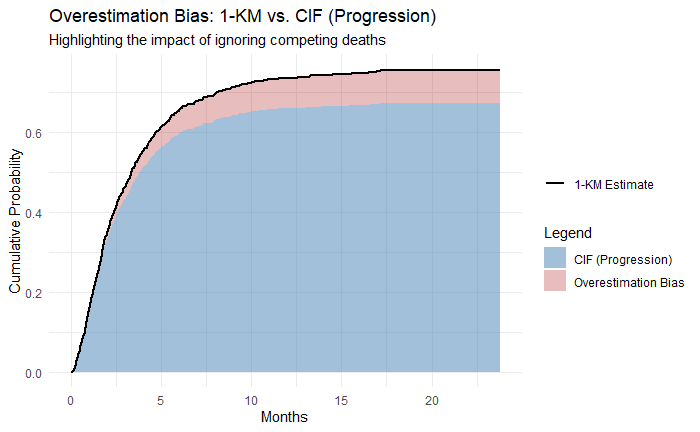 Overestimation Bias: 1-KM vs. CIF (Progression)
Highlighting the impact of ignoring competing deaths
Cumulative Probability
0.6
0.4
0.2
0.0
0
5
10
15
20
Months
1-KM Estimate
Legend
CIF (Progression)
Overestimation Bias